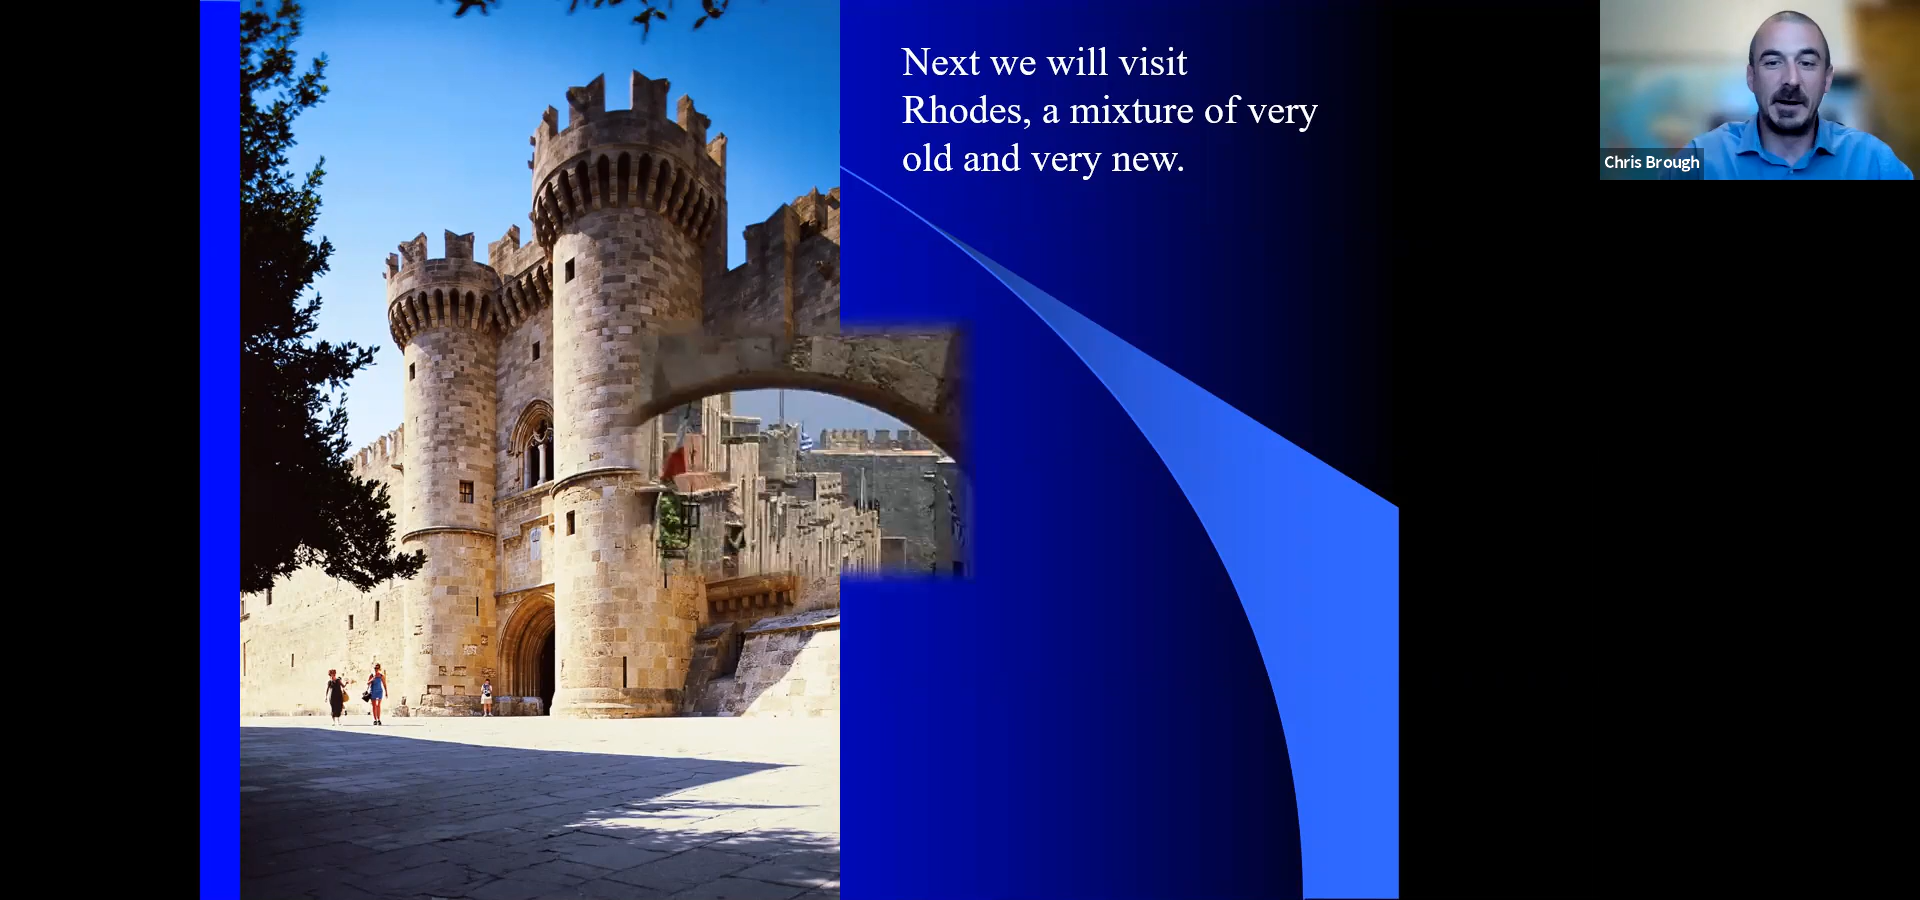 Next we will visit
Rhodes, a mixture of very
old and very new.
Chris Brough